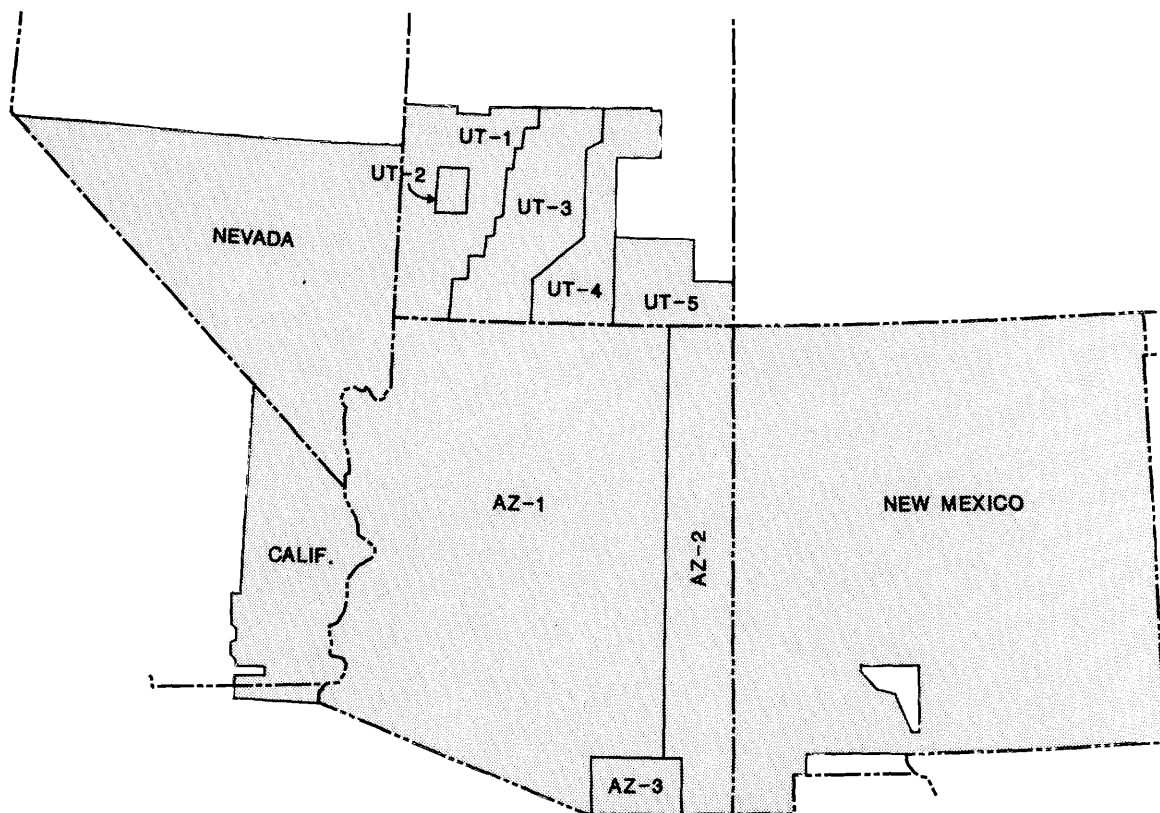 UT-1
UT-2
UT-3
NEVADA
UT-4
UT-5
AZ-1
NEW MEXICO
CALIF.
AZ-2
AZ-3